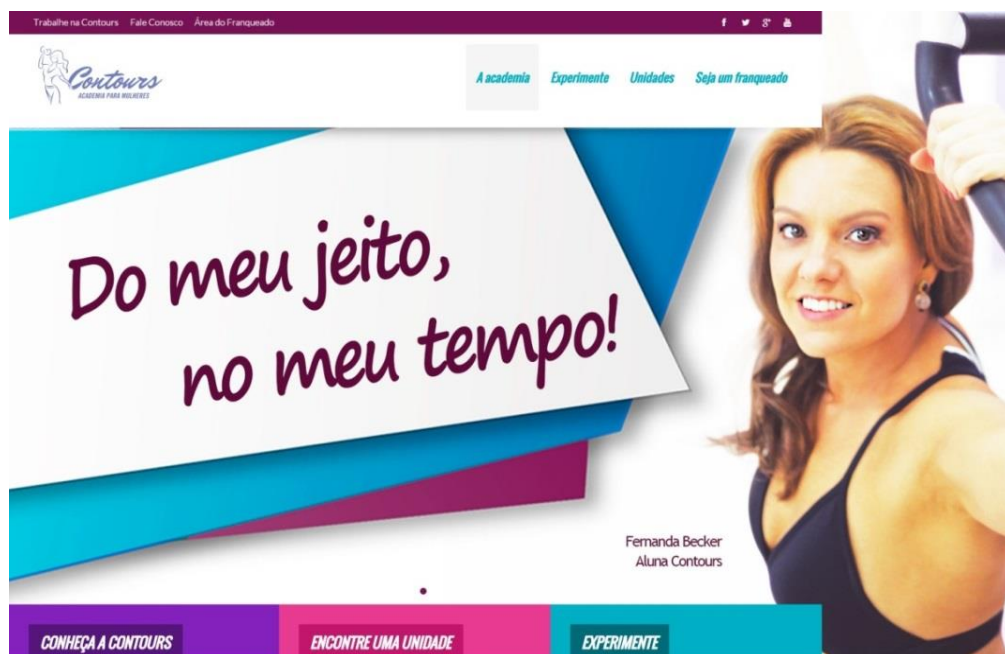 Trabalhe na Contours Fale Conosco Área do Franqueado
Contours
ACADEMIA PARA MULHERES
A academia Experimente Unidades Seja um franqueado
Do meu jeito,
no meu tempo!
Fernanda Becker
Aluna Contours
CONHEÇA A CONTOURS ENCONTRE UMA UNIDADE EXPERIMENTE